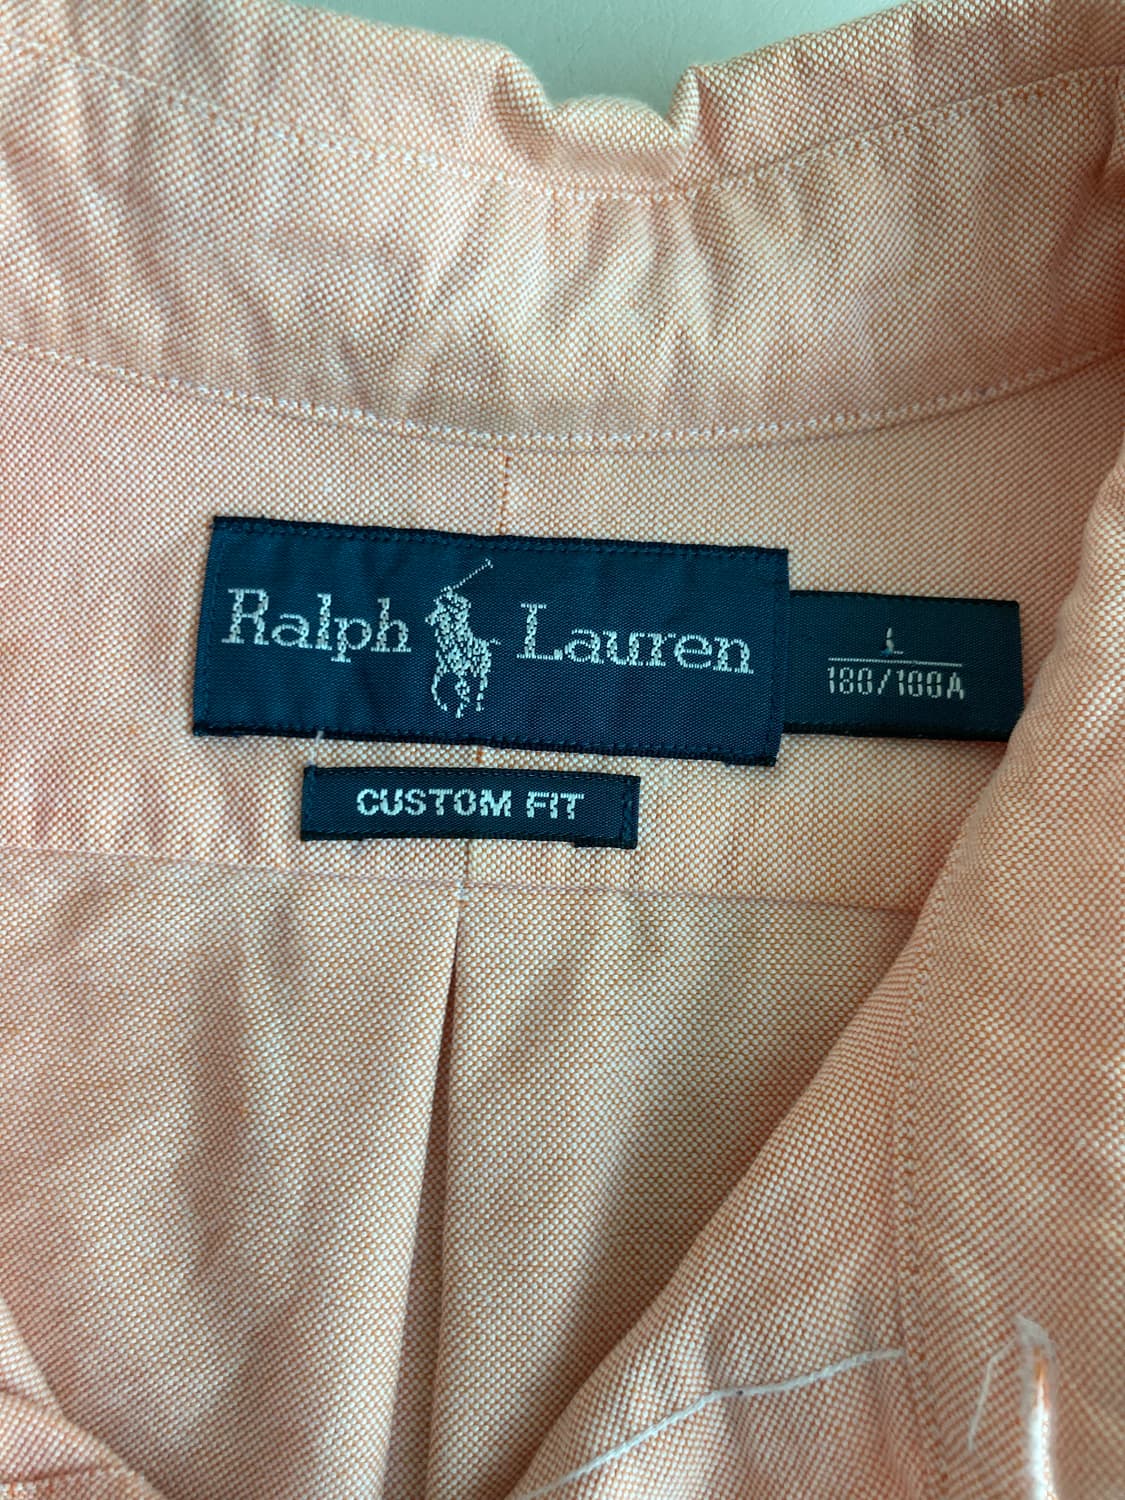 Ralph Lauren
L
180/100A
CUSTOM FIT